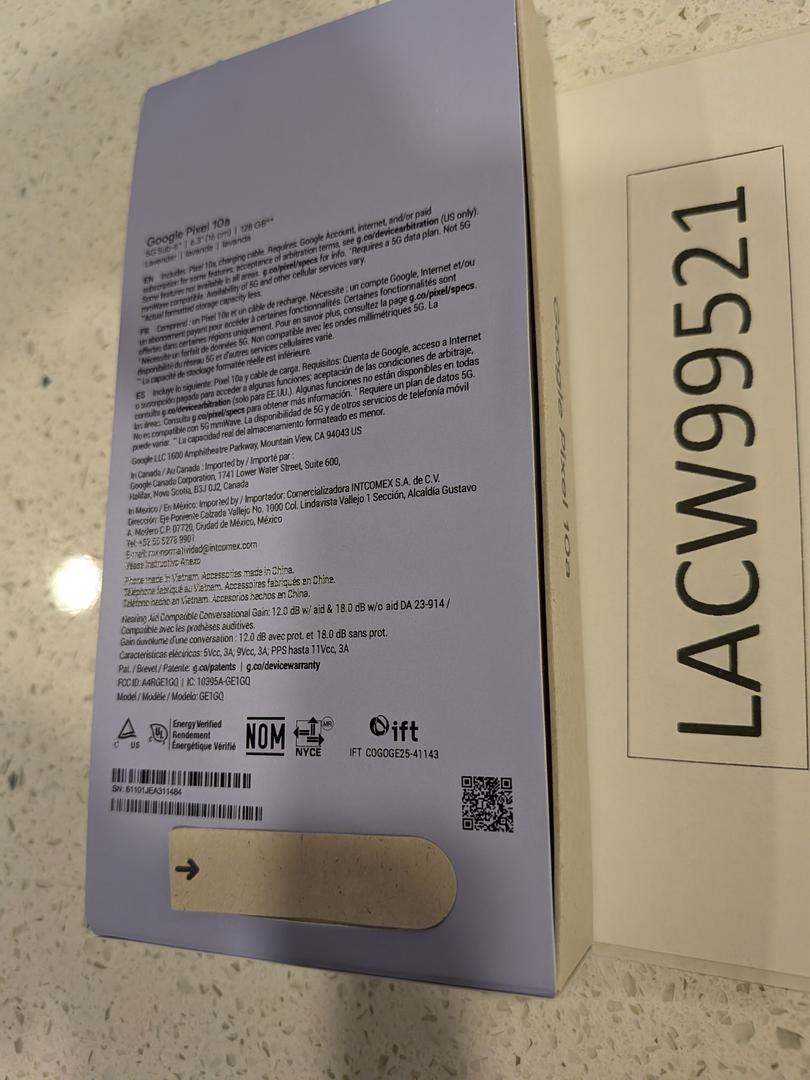 Google Pixel 10a
5G Sub-6* | 6.3" (16 cm) | 128 GB**
Lavender | lavande | lavanda
EN Includes: Pixel 10a, charging cable. Requires: Google Account, internet, and/or paid
subscription for some features; acceptance of arbitration terms, see g.co/devicearbitration (US only).
Some features not available in all areas. g.co/pixel/specs for info. *Requires a 5G data plan. Not 5G
mmWave compatible. Availability of 5G and other cellular services vary.
**Actual formatted storage capacity less.
FR Comprend : un Pixel 10a et un câble de recharge. Nécessite : un compte Google, Internet et/ou
un abonnement payant pour accéder à certaines fonctionnalités. Certaines fonctionnalités sont
offertes dans certaines régions uniquement. Pour en savoir plus, consultez la page g.co/pixel/specs.
*Nécessite un forfait de données 5G. Non compatible avec les ondes millimétriques 5G. La
disponibilité du réseau 5G et d'autres services cellulaires varie.
** La capacité de stockage formatée réelle est inférieure.
ES Incluye lo siguiente: Pixel 10a y cable de carga. Requisitos: Cuenta de Google, acceso a Internet
o suscripción pagada para acceder a algunas funciones; aceptación de las condiciones de arbitraje,
consulta g.co/devicearbitration (solo para EE.UU.). Algunas funciones no están disponibles en todas
las áreas. Consulta g.co/pixel/specs para obtener más información. *Requiere un plan de datos 5G.
No es compatible con 5G mmWave. La disponibilidad de 5G y de otros servicios de telefonía móvil
puede variar. **La capacidad real del almacenamiento formateado es menor.
Google LLC 1600 Amphitheatre Parkway, Mountain View, CA 94043 US
In Canada / Au Canada : Imported by / Importé par :
Google Canada Corporation, 1741 Lower Water Street, Suite 600,
Halifax, Nova Scotia, B3J 0J2, Canada
In Mexico / En México: Imported by / Importador: Comercializadora INTCOMEX S.A. de C.V.
Dirección: Eje Poniente Calzada Vallejo No. 1000 Col. Lindavista Vallejo 1 Sección, Alcaldía Gustavo
A. Madero C.P. 07720, Ciudad de México, México
Tel: +52 55 5278 9901
E-mail: mx-normatividad@intcomex.com
Véase Instructivo Anexo
Phone made in Vietnam. Accessories made in China.
Téléphone fabriqué au Vietnam. Accessoires fabriqués en Chine.
Teléfono hecho en Vietnam. Accesorios hechos en China.
Hearing Aid Compatible Conversational Gain: 12.0 dB w/ aid & 18.0 dB w/o aid DA 23-914 /
Compatible avec les prothèses auditives.
Gain du volume d'une conversation : 12.0 dB avec prot. et 18.0 dB sans prot.
Características eléctricas: 5Vcc, 3A; 9Vcc, 3A; PPS hasta 11Vcc, 3A
Pat. / Brevet / Patente: g.co/patents | g.co/devicewarranty
FCC ID: A4RGE1GQ | IC: 10395A-GE1GQ
Model / Modèle / Modelo: GE1GQ
C US
UL
Energy Verified
Rendement
Énergétique Vérifié
NOM
MR
NYCE
ift
IFT COGOGE25-41143
SN: 61101JEA311484
Google Pixel 10a
LACW99521